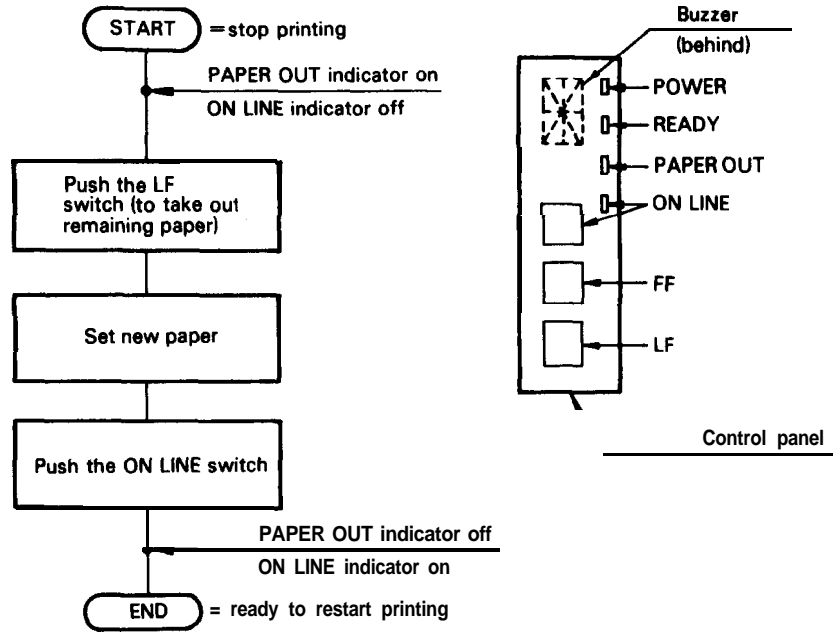 START
= stop printing
PAPER OUT indicator on
ON LINE indicator off
Push the LF
switch (to take out
remaining paper)
Set new paper
Push the ON LINE switch
PAPER OUT indicator off
ON LINE indicator on
END
= ready to restart printing
Buzzer
(behind)
POWER
READY
PAPER OUT
ON LINE
FF
LF
Control panel